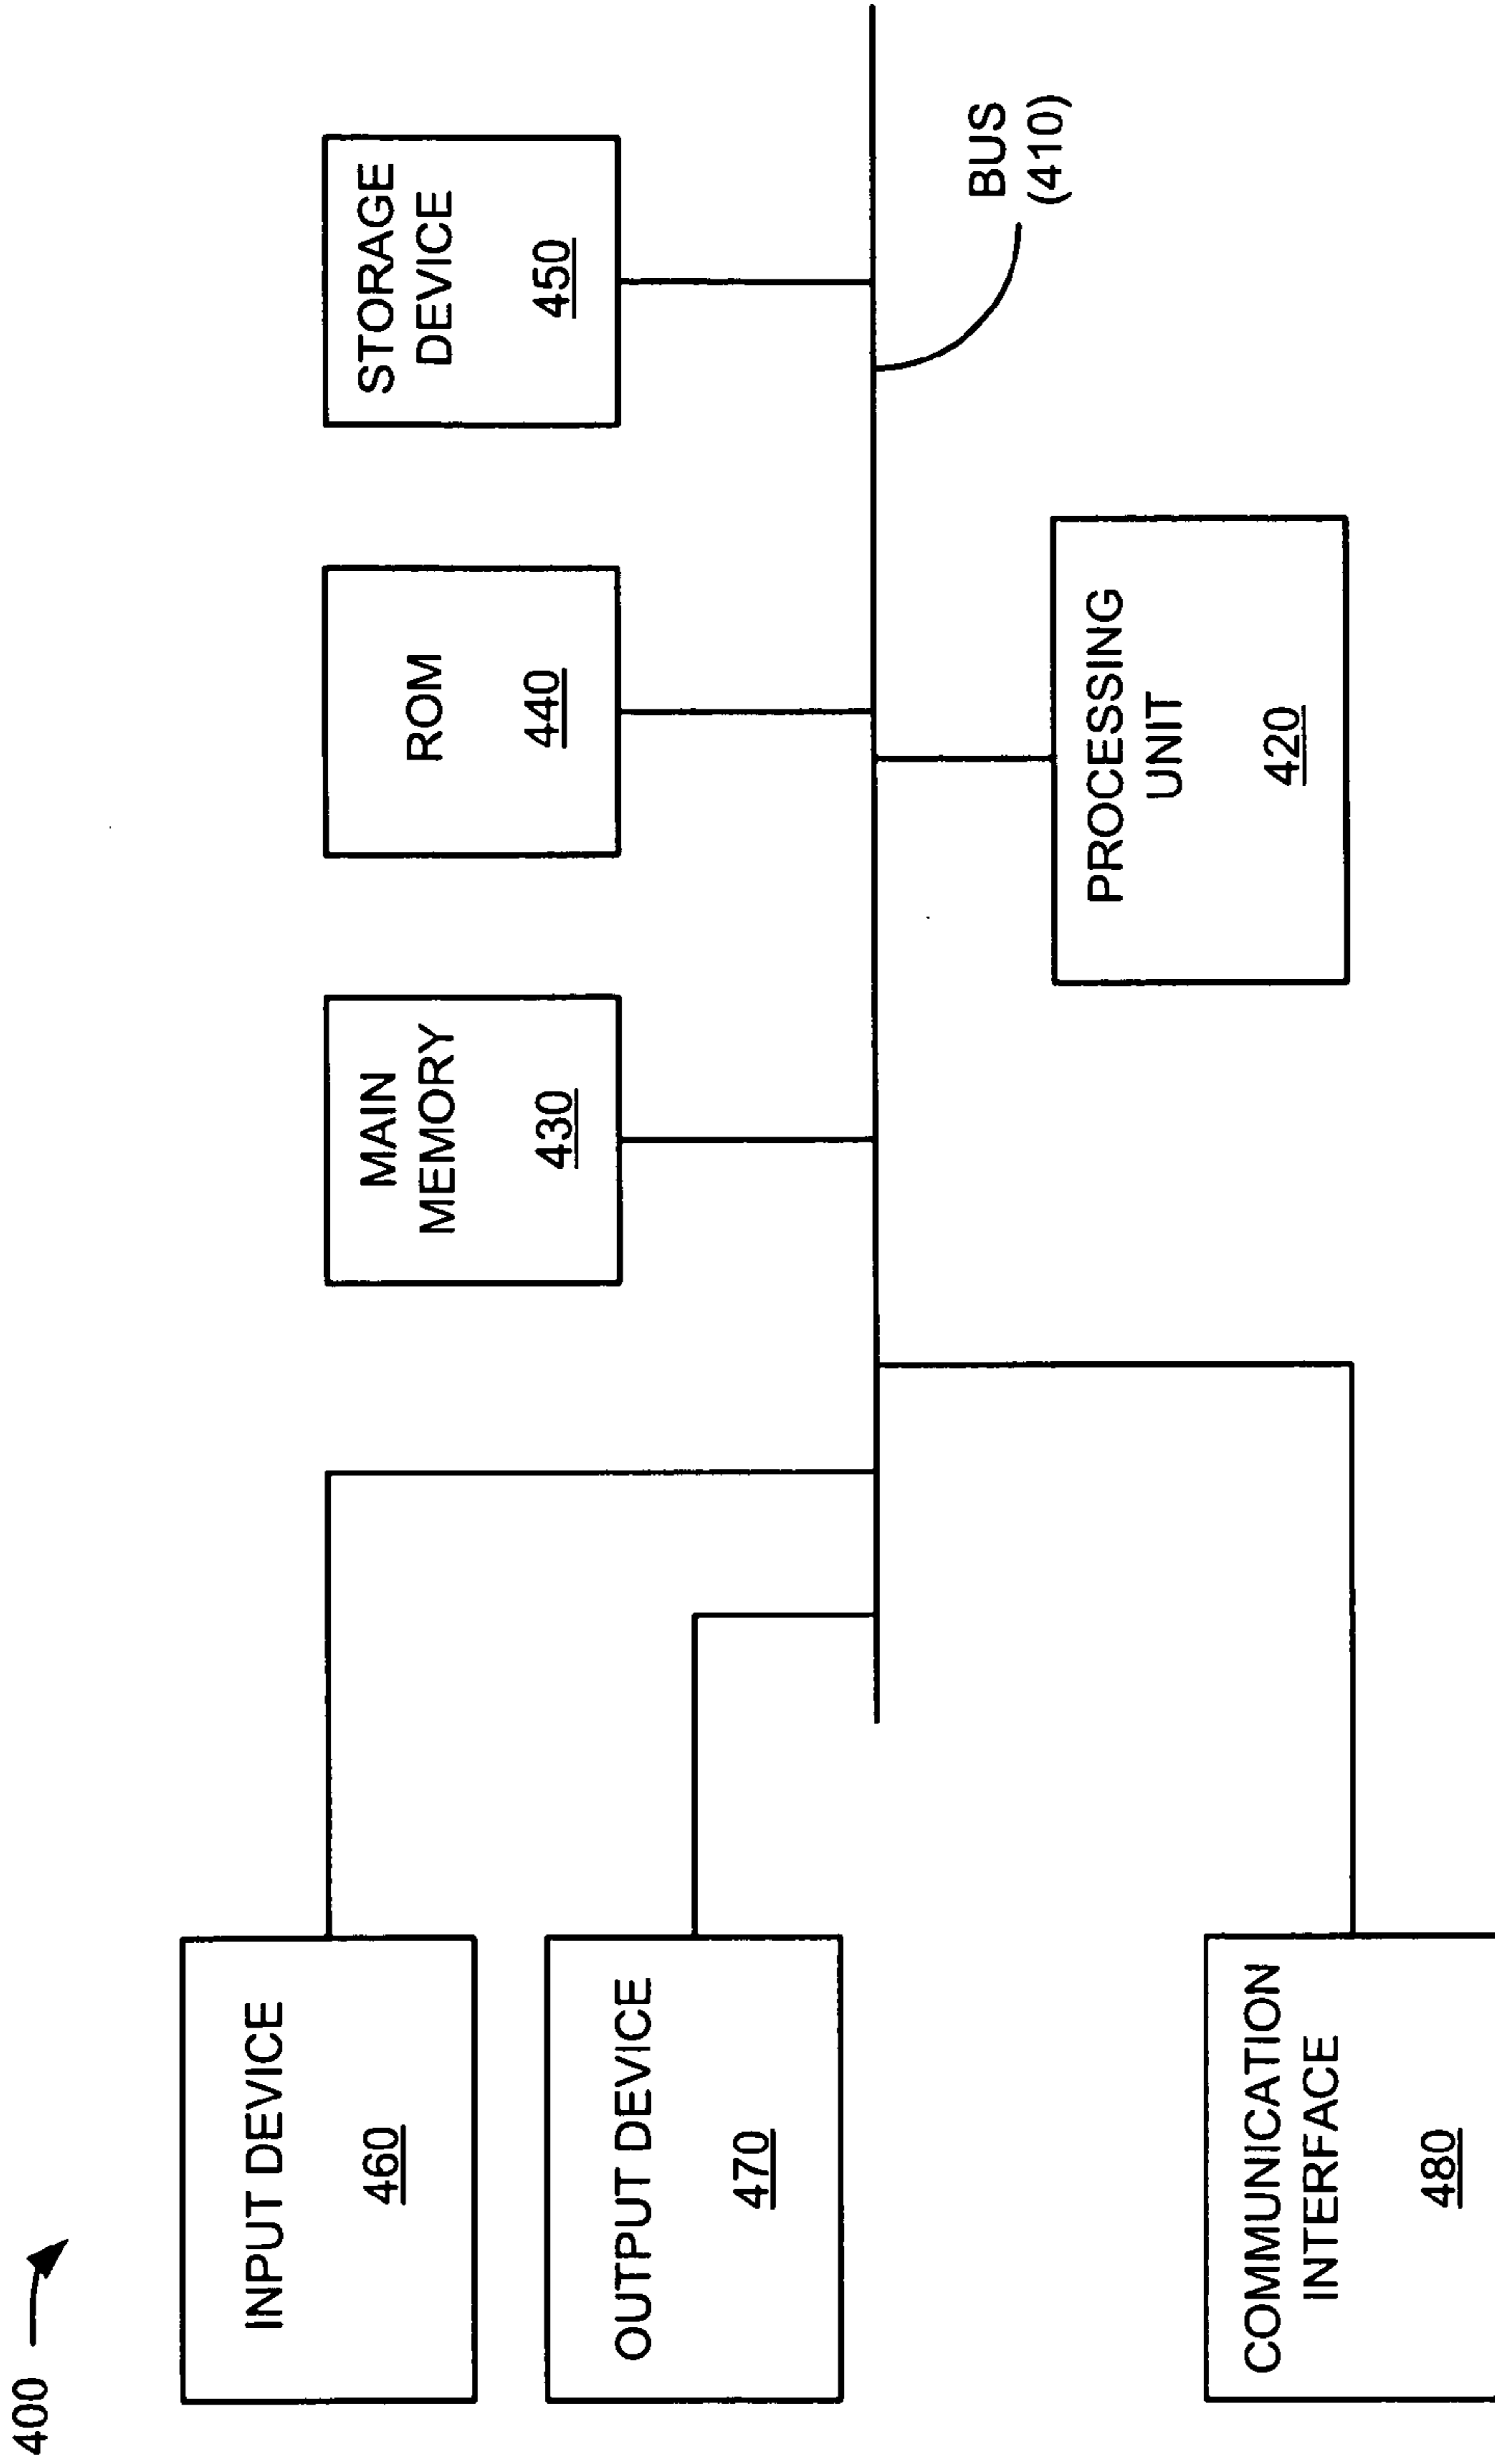 400
INPUT DEVICE
460
OUTPUT DEVICE
470
COMMUNICATION
INTERFACE
480
MAIN
MEMORY
430
ROM
440
STORAGE
DEVICE
450
PROCESSING
UNIT
420
BUS
(410)